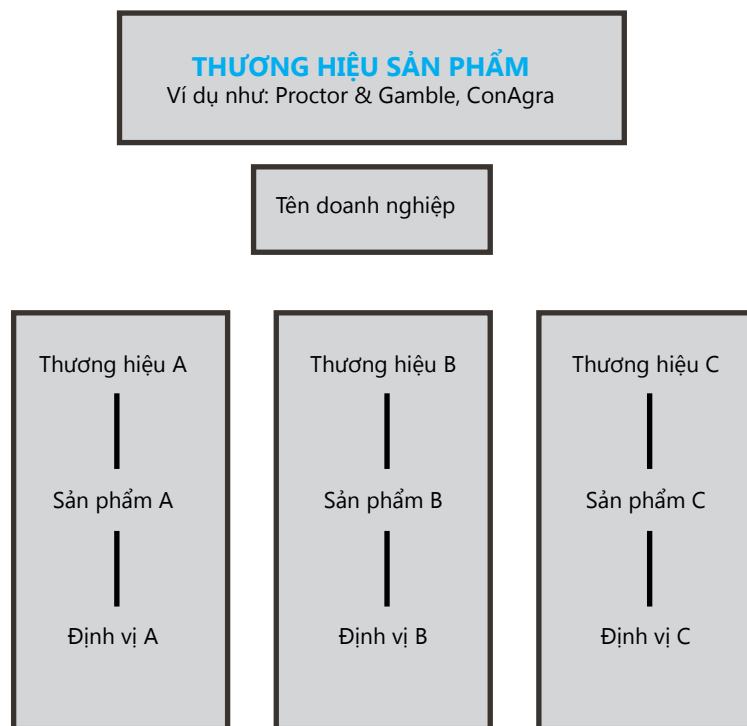 THƯƠNG HIỆU SẢN PHẨM
Ví dụ như: Proctor & Gamble, ConAgra
Tên doanh nghiệp
Thương hiệu A
Sản phẩm A
Định vị A
Thương hiệu B
Sản phẩm B
Định vị B
Thương hiệu C
Sản phẩm C
Định vị C